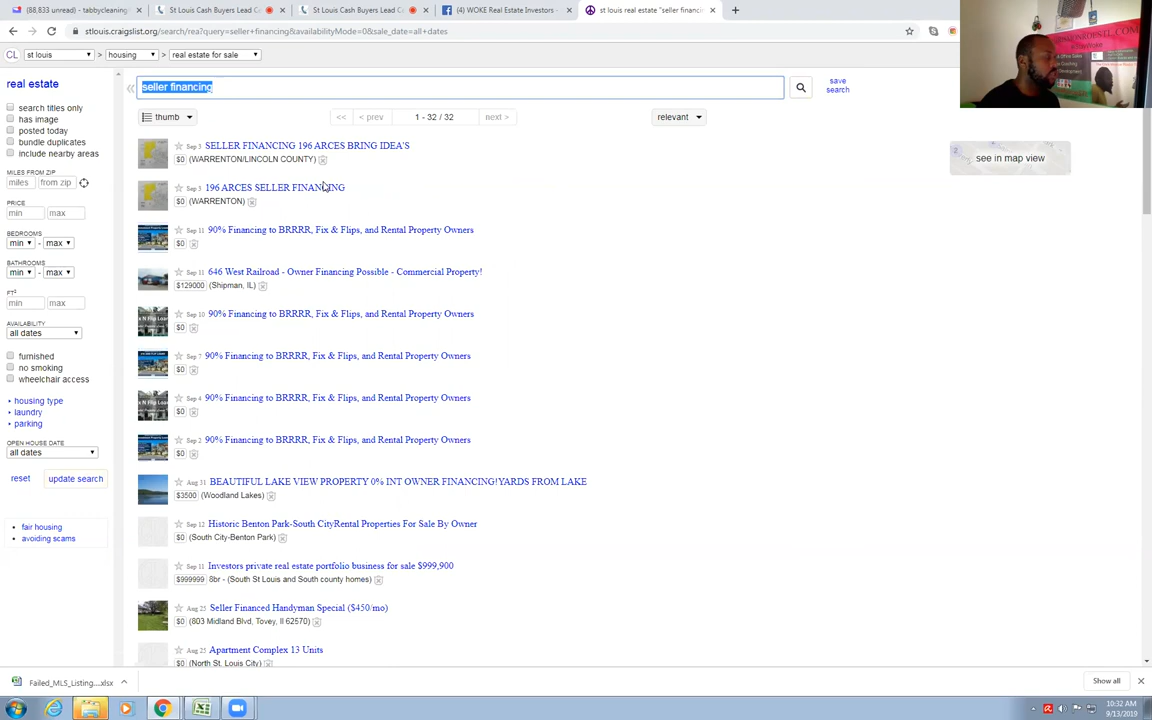 (88,833 unread) - tabbycleaning
St Louis Cash Buyers Lead C
St Louis Cash Buyers Lead C
(4) WOKE Real Estate Investors -
st louis real estate "seller financi
stlouis.craigslist.org/search/rea?query=seller+financing&availabilityMode=0&sale_date=all+dates
CL st louis > housing > real estate for sale
real estate
seller financing
save search
search titles only
has image
posted today
bundle duplicates
include nearby areas
MILES FROM ZIP
miles from zip
PRICE
min max
BEDROOMS
min - max
BATHROOMS
min - max
FT²
min max
AVAILABILITY
all dates
furnished
no smoking
wheelchair access
housing type
laundry
parking
OPEN HOUSE DATE
all dates
reset update search
fair housing
avoiding scams
thumb << < prev 1 - 32 / 32 next > relevant
see in map view
Sep 3 SELLER FINANCING 196 ARCES BRING IDEA'S
$0 (WARRENTON/LINCOLN COUNTY)
Sep 3 196 ARCES SELLER FINANCING
$0 (WARRENTON)
Sep 11 90% Financing to BRRRR, Fix & Flips, and Rental Property Owners
$0
Sep 11 646 West Railroad - Owner Financing Possible - Commercial Property!
$129000 (Shipman, IL)
Sep 10 90% Financing to BRRRR, Fix & Flips, and Rental Property Owners
$0
Sep 7 90% Financing to BRRRR, Fix & Flips, and Rental Property Owners
$0
Sep 4 90% Financing to BRRRR, Fix & Flips, and Rental Property Owners
$0
Sep 2 90% Financing to BRRRR, Fix & Flips, and Rental Property Owners
$0
Aug 31 BEAUTIFUL LAKE VIEW PROPERTY 0% INT OWNER FINANCING! YARDS FROM LAKE
$3500 (Woodland Lakes)
Sep 12 Historic Benton Park-South CityRental Properties For Sale By Owner
$0 (South City-Benton Park)
Sep 11 Investors private real estate portfolio business for sale $999,900
$999999 8br - (South St Louis and South county homes)
Aug 25 Seller Financed Handyman Special ($450/mo)
$0 (803 Midland Blvd, Tovey, Il 62570)
Aug 25 Apartment Complex 13 Units
$0 (North St. Louis City)
Failed_MLS_Listing....xlsx
Show all
10:32 AM
9/13/2019